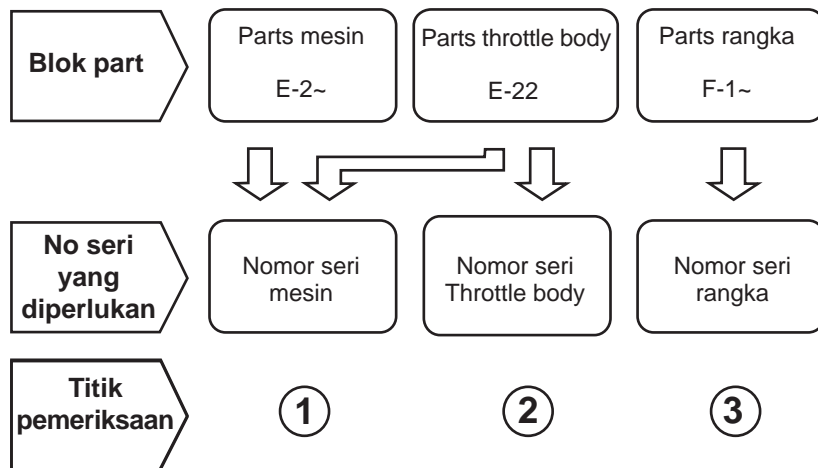 Blok part
Parts mesin
E-2~
Parts throttle body
E-22
Parts rangka
F-1~
No seri
yang
diperlukan
Nomor seri
mesin
Nomor seri
Throttle body
Nomor seri
rangka
Titik
pemeriksaan
1
2
3